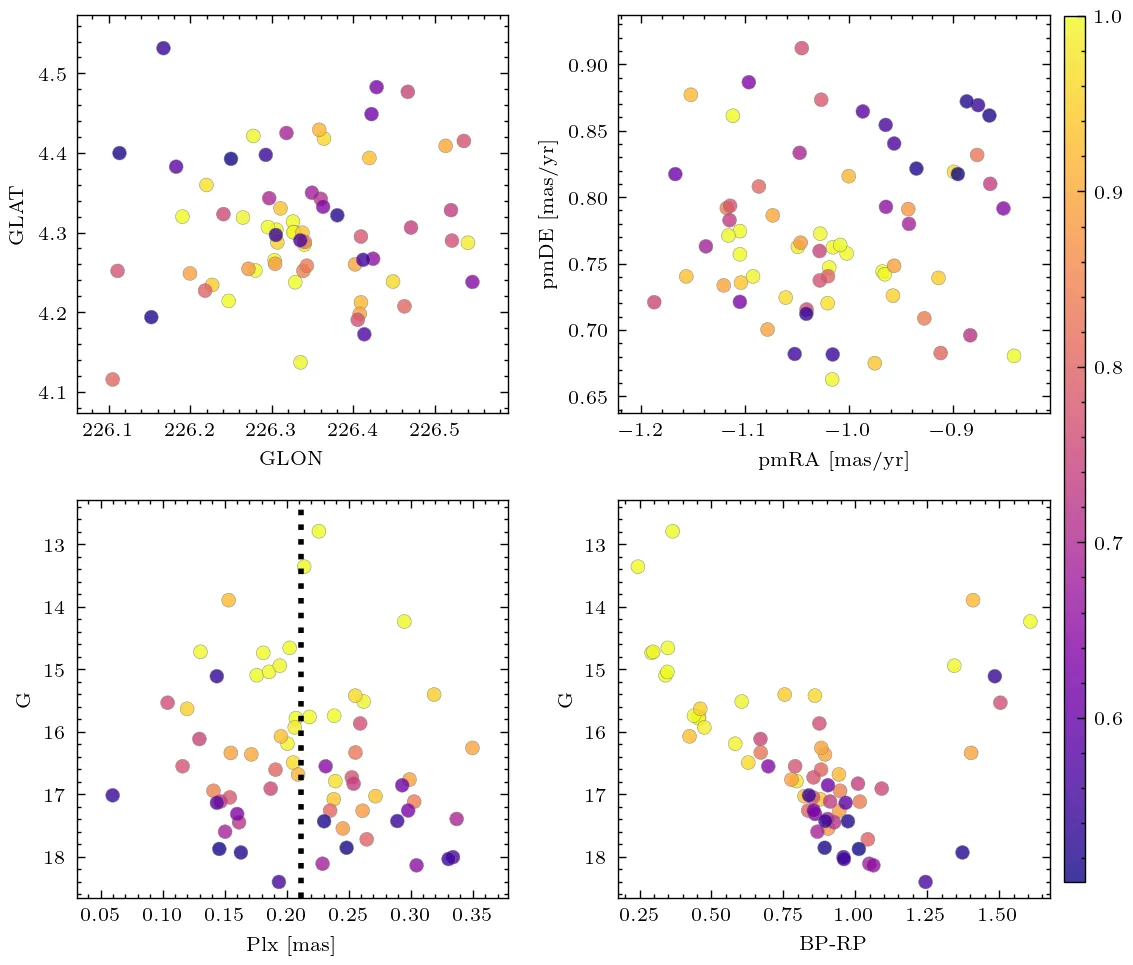 4.5
4.4
4.3
4.2
4.1
GLAT
226.1 226.2 226.3 226.4 226.5
GLON
0.90
0.85
0.80
0.75
0.70
0.65
pmDE [mas/yr]
−1.2 −1.1 −1.0 −0.9
pmRA [mas/yr]
13
14
15
16
17
18
G
0.05 0.10 0.15 0.20 0.25 0.30 0.35
Plx [mas]
13
14
15
16
17
18
G
0.25 0.50 0.75 1.00 1.25 1.50
BP-RP
1.0
0.9
0.8
0.7
0.6